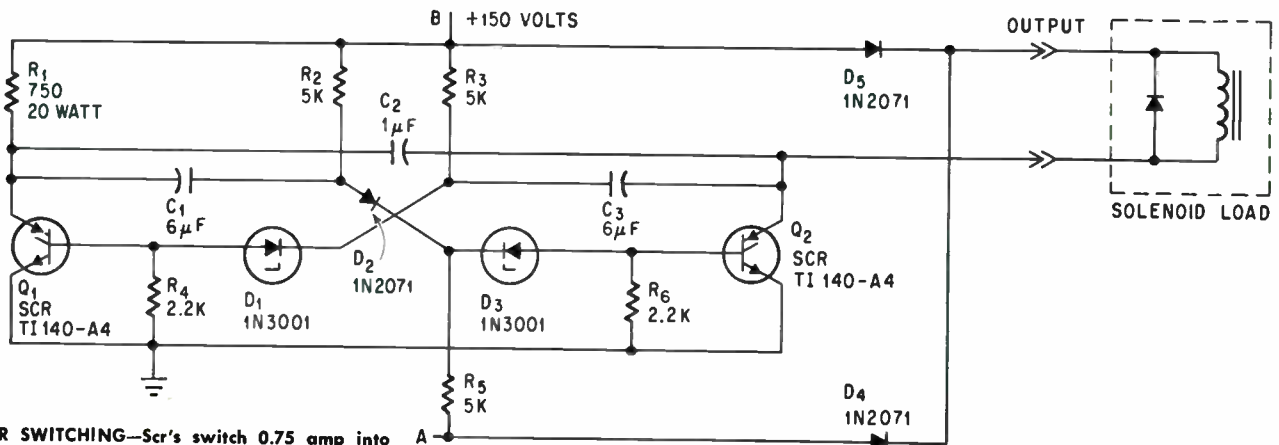 B +150 VOLTS
OUTPUT
R1
750
20 WATT
R2
5K
R3
5K
C2
1µF
D5
1N2071
C1
6µF
C3
6µF
SOLENOID LOAD
Q1
SCR
TI 140-A4
R4
2.2K
D1
1N3001
D2
1N2071
D3
1N3001
R6
2.2K
Q2
SCR
TI 140-A4
R5
5K
D4
1N2071
A
R SWITCHING—Scr's switch 0.75 amp into